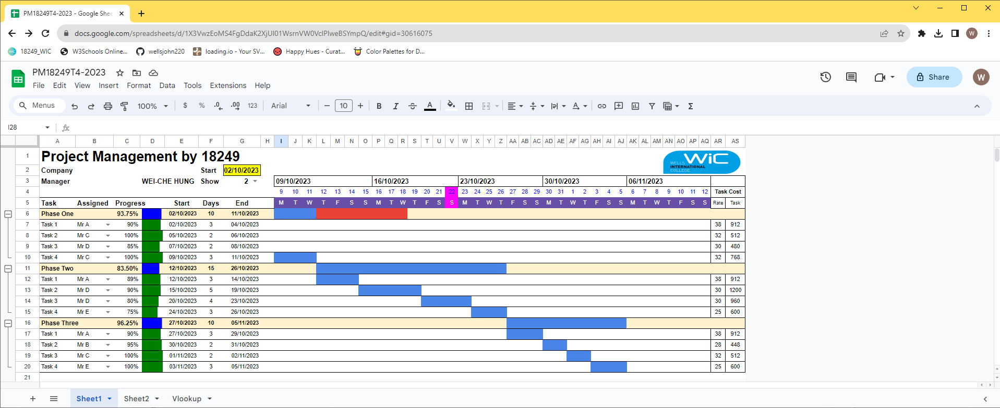 PM18249T4-2023 - Google Shee
docs.google.com/spreadsheets/d/1X3VwzEoMS4FgDdaK2XjUI01WsrnVW0VcIPIweBSYmpQ/edit#gid=30616075
W
18249_WIC W3Schools Online... wellsjohn220 loading.io - Your SV... Happy Hues - Curat... Color Palettes for D...
PM18249T4-2023
File Edit View Insert Format Data Tools Extensions Help
Share W
Menus 100% $ % .0 .00 123 Arial 10 B I A
I28 fx
A B C D E F G H I J K L M N O P Q R S T U V W X Y Z AA AB AC AD AE AF AG AH AI AJ AK AL AM AN AO AP AQ AR AS
1 Project Management by 18249 WELLS INTERNATIONAL COLLEGE WiC
2 Company Start 02/10/2023
3 Manager WEI-CHE HUNG Show 2 09/10/2023 16/10/2023 23/10/2023 30/10/2023 06/11/2023
4 9 10 11 12 13 14 15 16 17 18 19 20 21 22 23 24 25 26 27 28 29 30 31 1 2 3 4 5 6 7 8 9 10 11 12 Task Cost
5 Task Assigned Progress Start Days End M T W T F S S M T W T F S S M T W T F S S M T W T F S S M T W T F S S Rate Task
6 Phase One 93.75% 02/10/2023 10 11/10/2023
7 Task 1 Mr A 90% 02/10/2023 3 04/10/2023 38 912
8 Task 2 Mr C 100% 05/10/2023 2 06/10/2023 32 512
9 Task 3 Mr D 85% 07/10/2023 2 08/10/2023 30 480
10 Task 4 Mr C 100% 09/10/2023 3 11/10/2023 32 768
11 Phase Two 83.50% 12/10/2023 15 26/10/2023
12 Task 1 Mr A 89% 12/10/2023 3 14/10/2023 38 912
13 Task 2 Mr D 90% 15/10/2023 5 19/10/2023 30 1200
14 Task 3 Mr D 80% 20/10/2023 4 23/10/2023 30 960
15 Task 4 Mr E 75% 24/10/2023 3 26/10/2023 25 600
16 Phase Three 96.25% 27/10/2023 10 05/11/2023
17 Task 1 Mr A 90% 27/10/2023 3 29/10/2023 38 912
18 Task 2 Mr B 95% 30/10/2023 2 31/10/2023 28 448
19 Task 3 Mr C 100% 01/11/2023 2 02/11/2023 32 512
20 Task 4 Mr E 100% 03/11/2023 3 05/11/2023 25 600
21
Sheet1 Sheet2 Vlookup